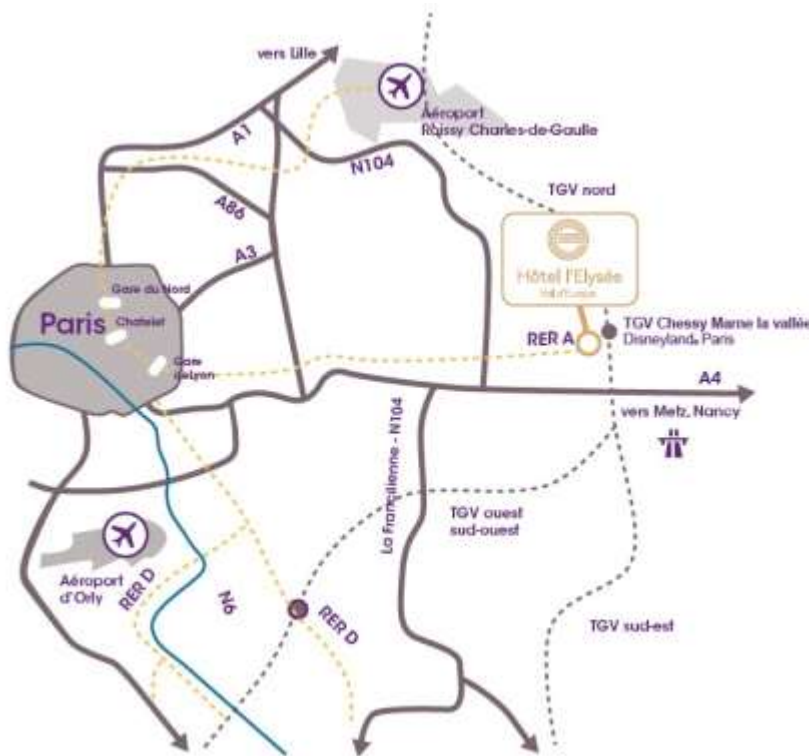 vers Lille
Aéroport
Roissy Charles-de-Gaulle
A1
N104
TGV nord
A86
A3
Hôtel l'Elysée
Val d'Europe
Gare du Nord
Paris
Chatelet
Gare
de Lyon
RER A
TGV Chessy Marne la vallée
Disneyland Paris
A4
vers Metz, Nancy
La Francilienne - N104
TGV ouest
sud-ouest
Aéroport
d'Orly
RER D
N6
RER D
TGV sud-est